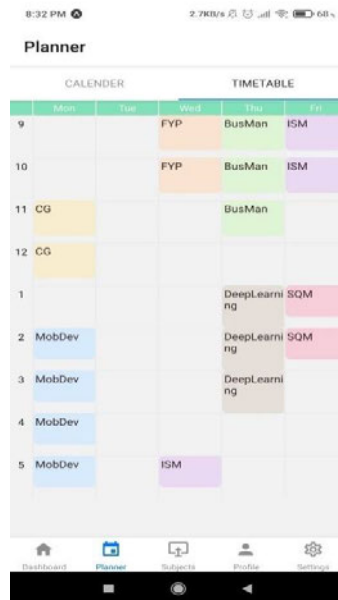 8:32 PM
2.7KB/s
68
Planner
CALENDER TIMETABLE
Mon Tue Wed Thu Fri
9 FYP BusMan ISM
10 FYP BusMan ISM
11 CG BusMan
12 CG
1 DeepLearni SQM
ng
2 MobDev DeepLearni SQM
ng
3 MobDev DeepLearni
ng
4 MobDev
5 MobDev ISM
Dashboard Planner Subjects Profile Settings